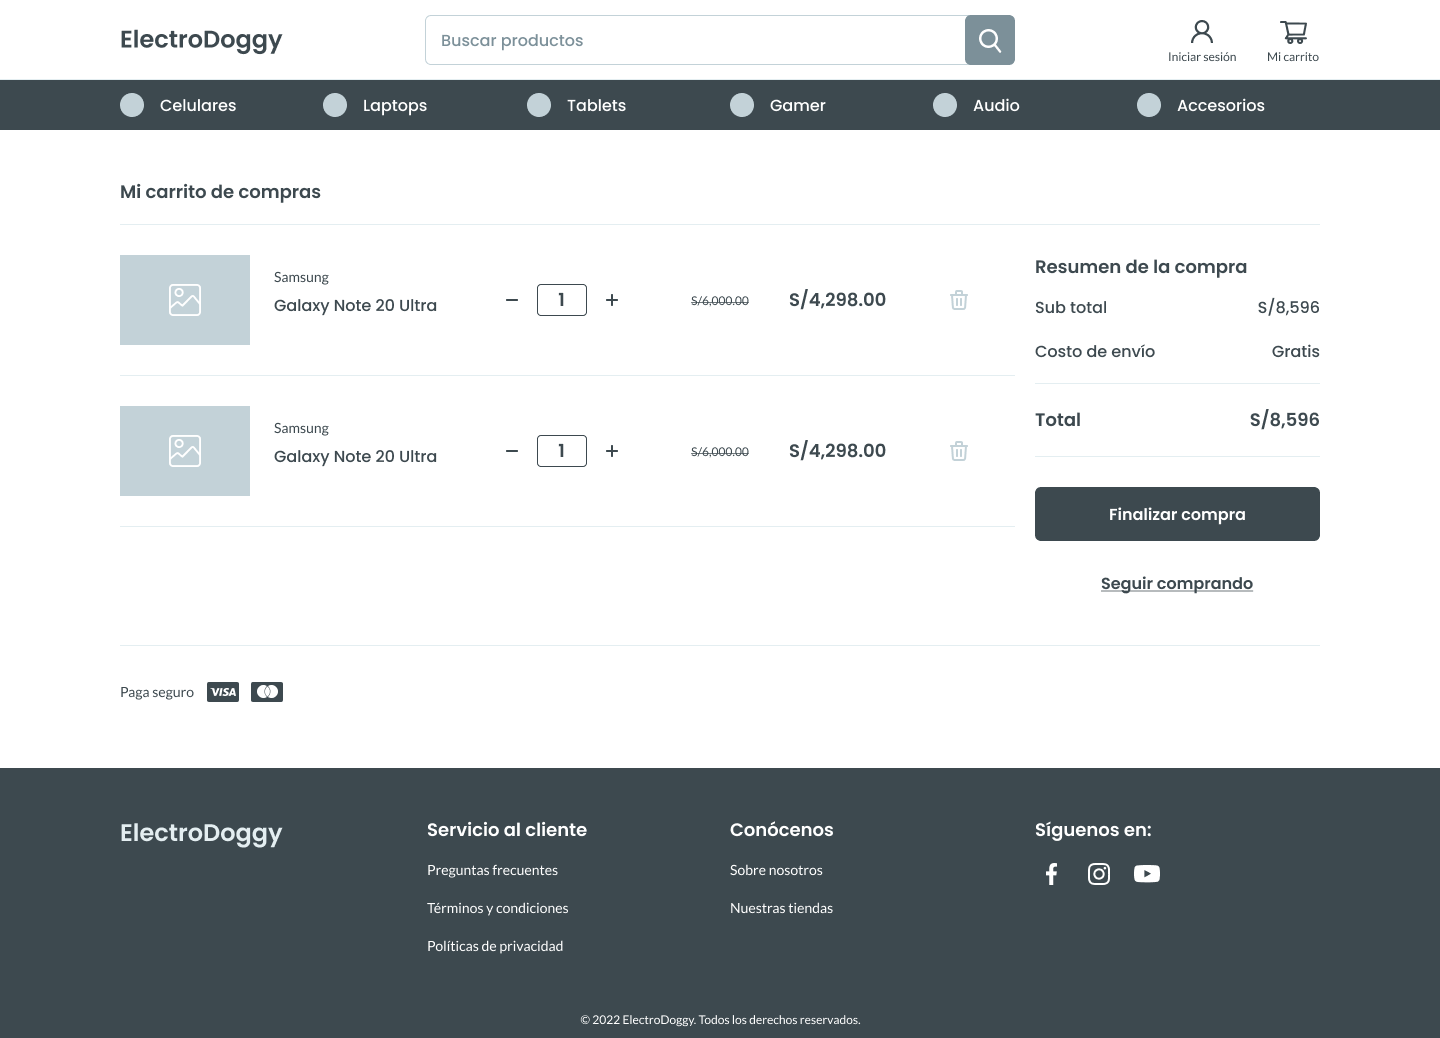 ElectroDoggy
Buscar productos
Iniciar sesión
Mi carrito
Celulares
Laptops
Tablets
Gamer
Audio
Accesorios
Mi carrito de compras
Samsung
Galaxy Note 20 Ultra
1
S/6,000.00
S/4,298.00
Samsung
Galaxy Note 20 Ultra
1
S/6,000.00
S/4,298.00
Resumen de la compra
Sub total S/8,596
Costo de envío Gratis
Total S/8,596
Finalizar compra
Seguir comprando
Paga seguro VISA
ElectroDoggy
Servicio al cliente
Preguntas frecuentes
Términos y condiciones
Políticas de privacidad
Conócenos
Sobre nosotros
Nuestras tiendas
Síguenos en:
© 2022 ElectroDoggy. Todos los derechos reservados.